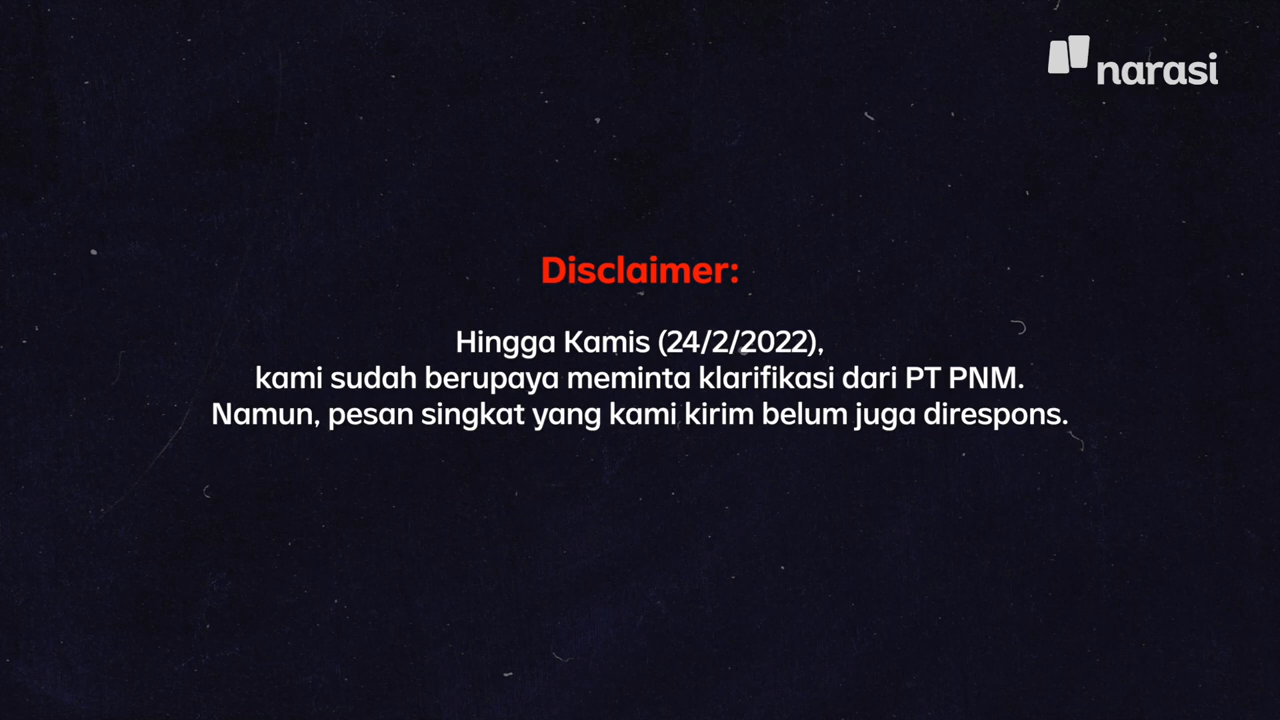 narasi
Disclaimer:
Hingga Kamis (24/2/2022),
kami sudah berupaya meminta klarifikasi dari PT PNM.
Namun, pesan singkat yang kami kirim belum juga direspons.